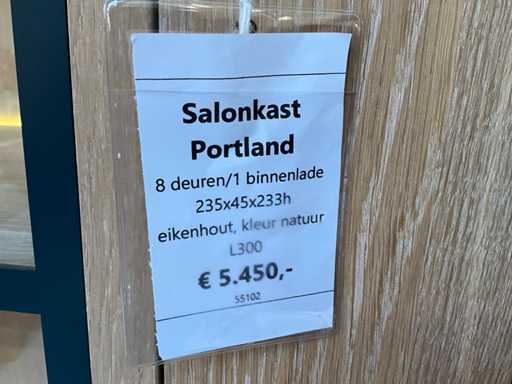 Salonkast
Portland
8 deuren/1 binnenlade
235x45x233h
eikenhout, kleur natuur
L300
€ 5.450,-
55102